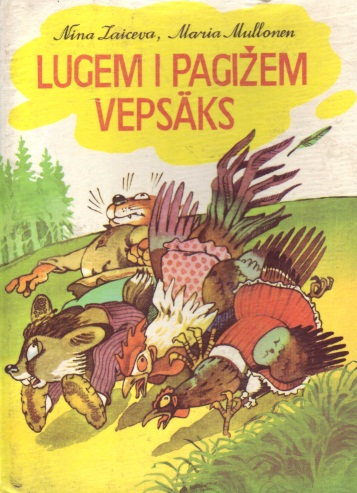 Nina Zaiceva, Maria Mullonen
LUGEM I PAGIŽEM
VEPSÄKS